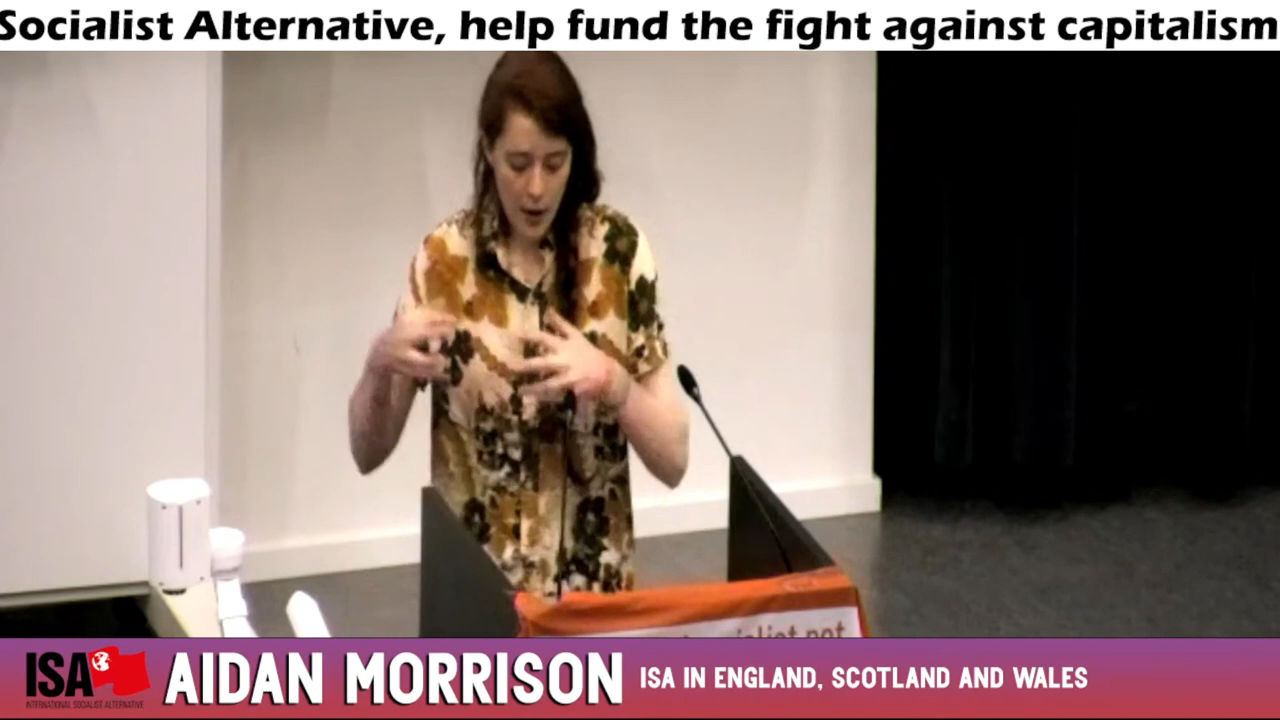 Socialist Alternative, help fund the fight against capitalism
ISA
INTERNATIONAL SOCIALIST ALTERNATIVE
AIDAN MORRISON
ISA IN ENGLAND, SCOTLAND AND WALES